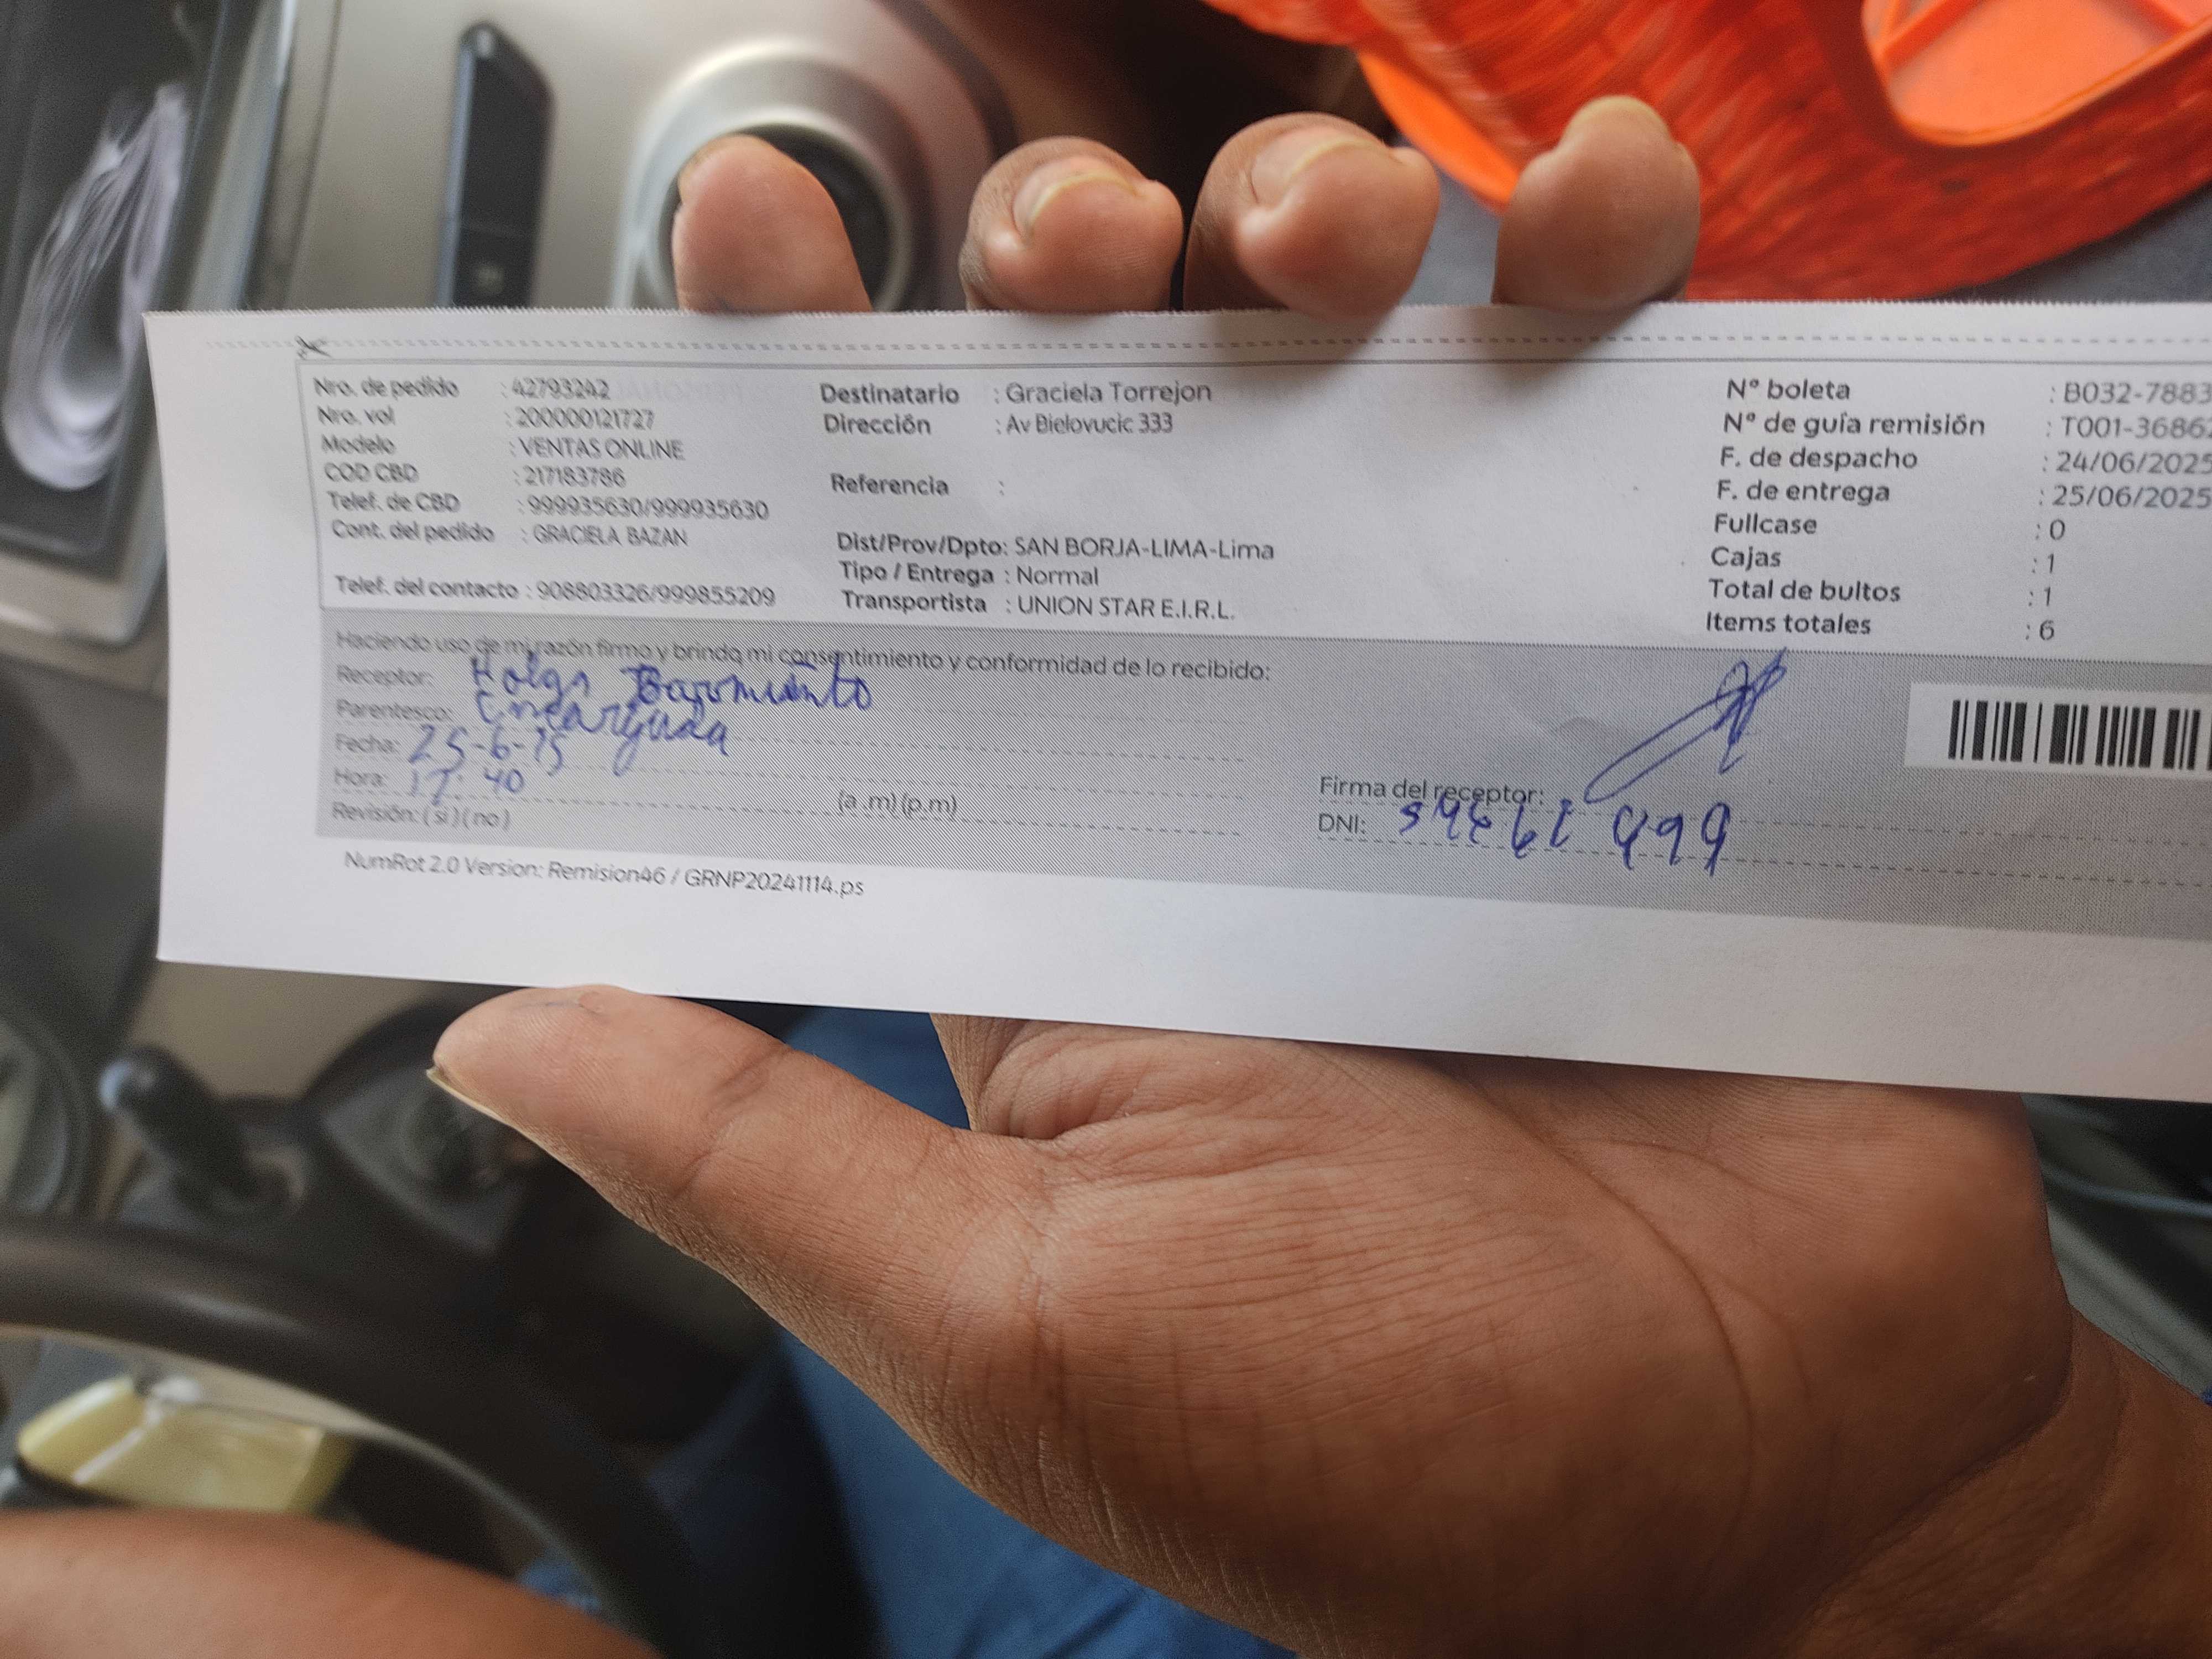 Nro. de pedido : 42793242
Nro. vol : 200000121727
Modelo : VENTAS ONLINE
COD CBD : 217183786
Telef. de CBD : 999935630/999935630
Cont. del pedido : GRACIELA BAZAN
Telef. del contacto : 908803326/999855209
Destinatario : Graciela Torrejon
Dirección : Av Bielovucic 333
Referencia :
Dist/Prov/Dpto: SAN BORJA-LIMA-Lima
Tipo / Entrega : Normal
Transportista : UNION STAR E.I.R.L.
N° boleta : B032-7883
N° de guía remisión : T001-36862
F. de despacho : 24/06/2025
F. de entrega : 25/06/2025
Fullcase : 0
Cajas : 1
Total de bultos : 1
Items totales : 6
Haciendo uso de mi razón firmo y brindo mi consentimiento y conformidad de lo recibido:
Receptor:
Parentesco: Encargada
Fecha: 25-6-
Hora: 17:40 (a .m) (p.m)
Revisión: ( si ) ( no )
Firma del receptor:
DNI:
NumRot 2.0 Version: Remision46 / GRNP20241114.ps